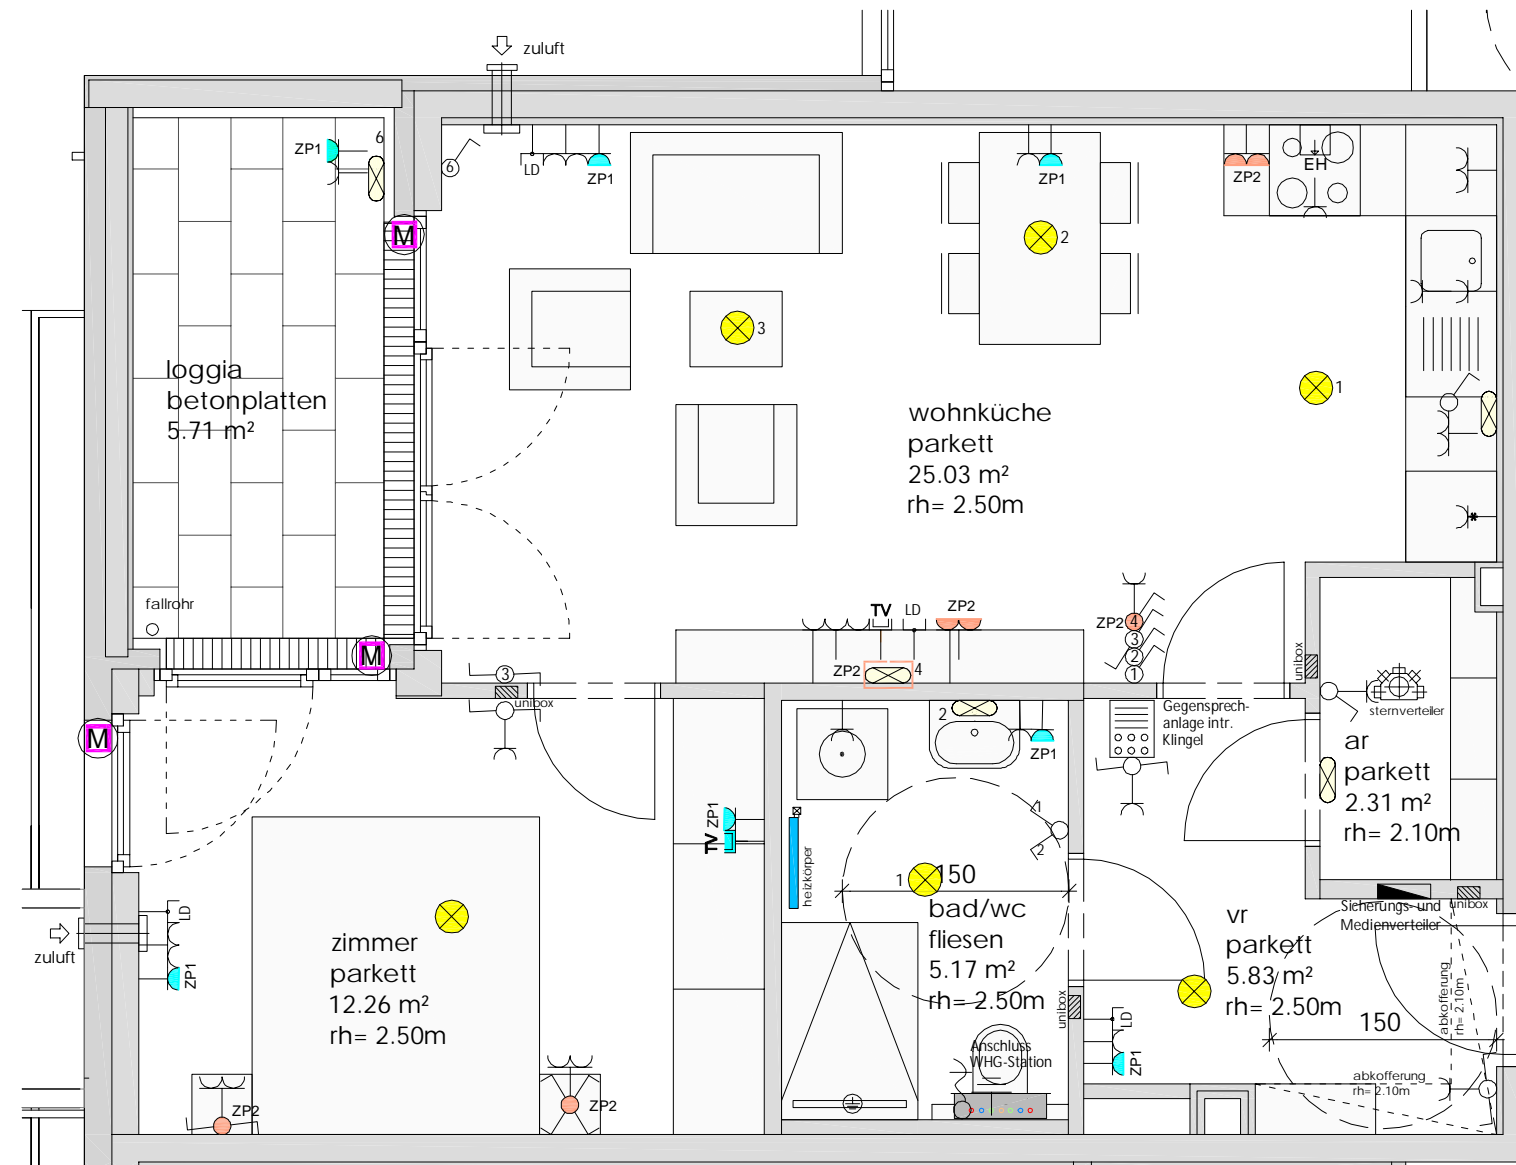 zuluft
6
ZP1
6
LD
ZP1
ZP1
ZP2
EH
M
2
3
1
loggia
betonplatten
5.71 m²
wohnküche
parkett
25.03 m²
rh= 2.50m
fallrohr
M
TV
LD
ZP2
ZP2
4
3
2
1
ZP2
4
3
unibox
unibox
Gegensprech-
anlage intr.
Klingel
sternverteiler
M
2
ZP1
ar
parkett
2.31 m²
rh= 2.10m
ZP1
TV
heizkörper
1
2
1
150
bad/wc
fliesen
5.17 m²
rh= 2.50m
zimmer
parkett
12.26 m²
rh= 2.50m
LD
ZP1
zuluft
vr
parkett
5.83 m²
rh= 2.50m
Sicherungs- und
Medienverteiler
unibox
abkofferung
rh= 2.10m
150
unibox
LD
ZP1
Anschluss
WHG-Station
abkofferung
rh= 2.10m
ZP2
ZP2